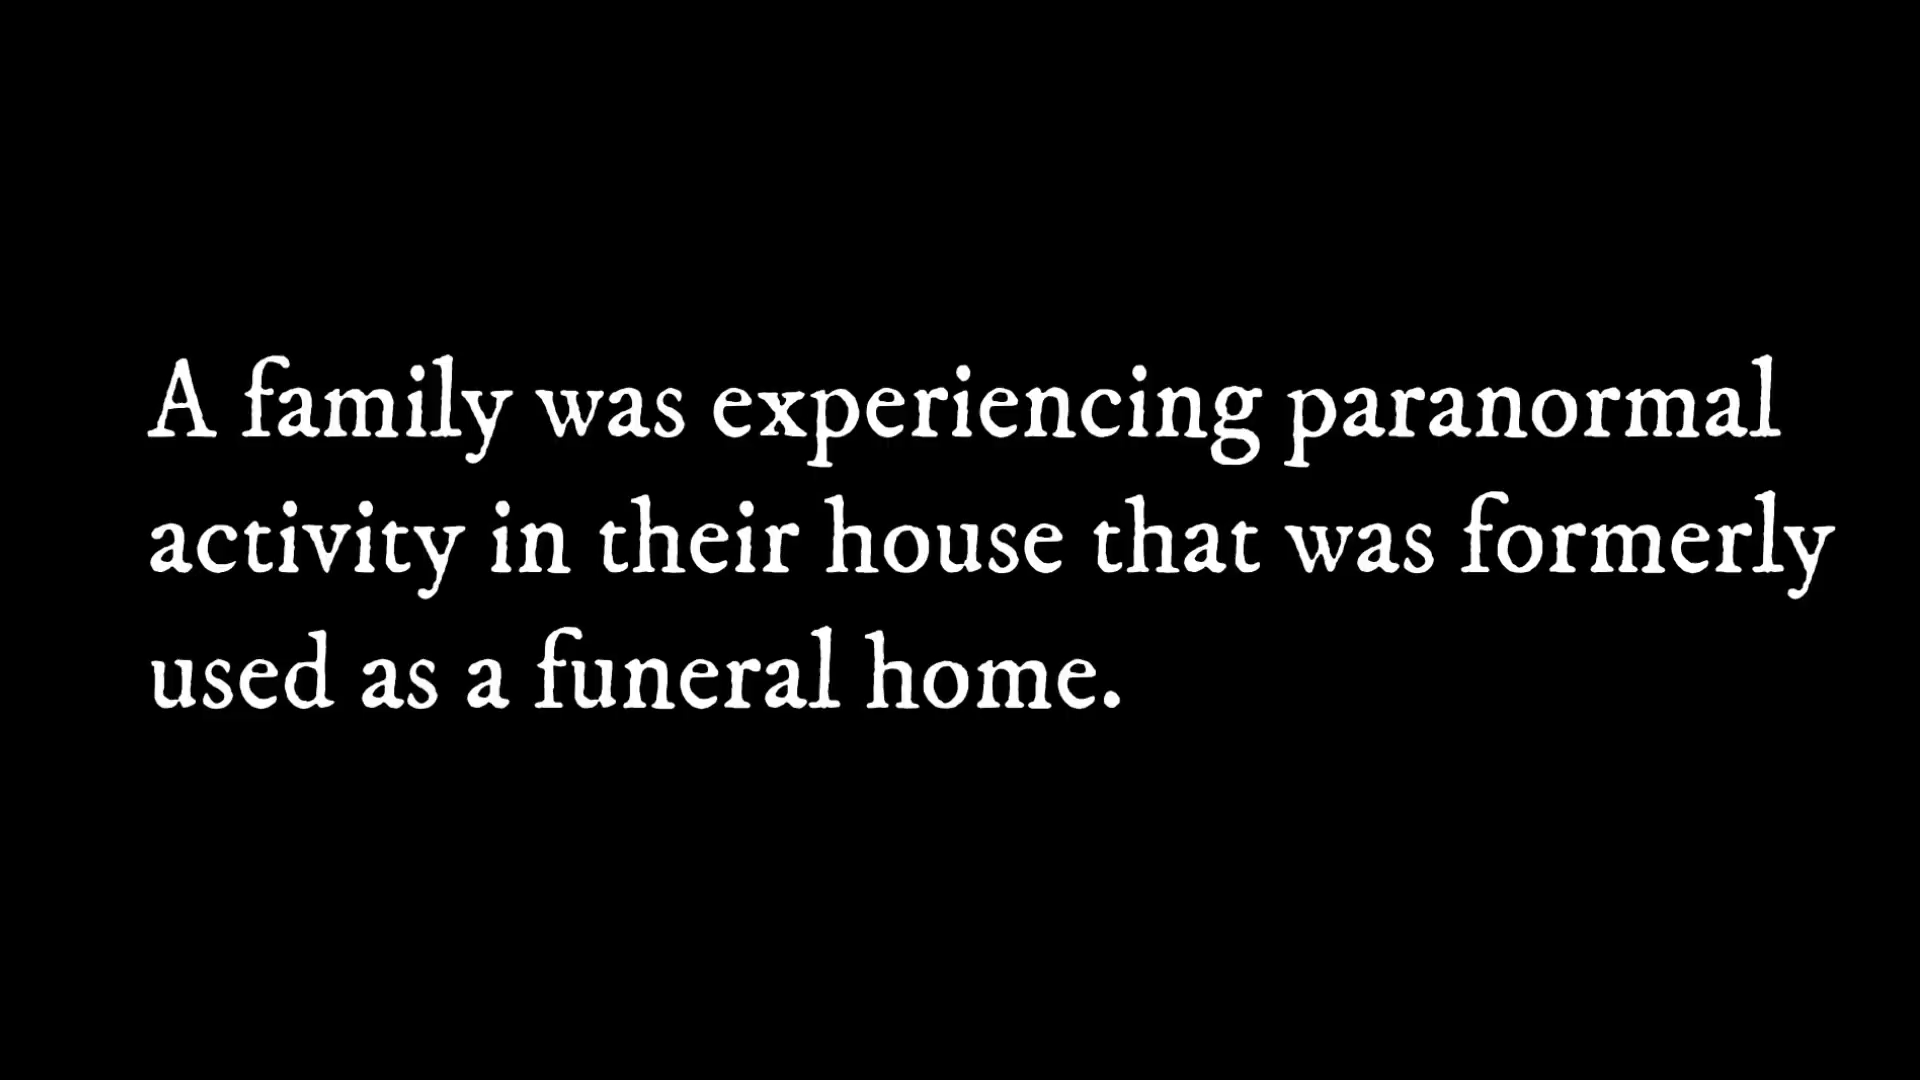 A family was experiencing paranormal
activity in their house that was formerly
used as a funeral home.